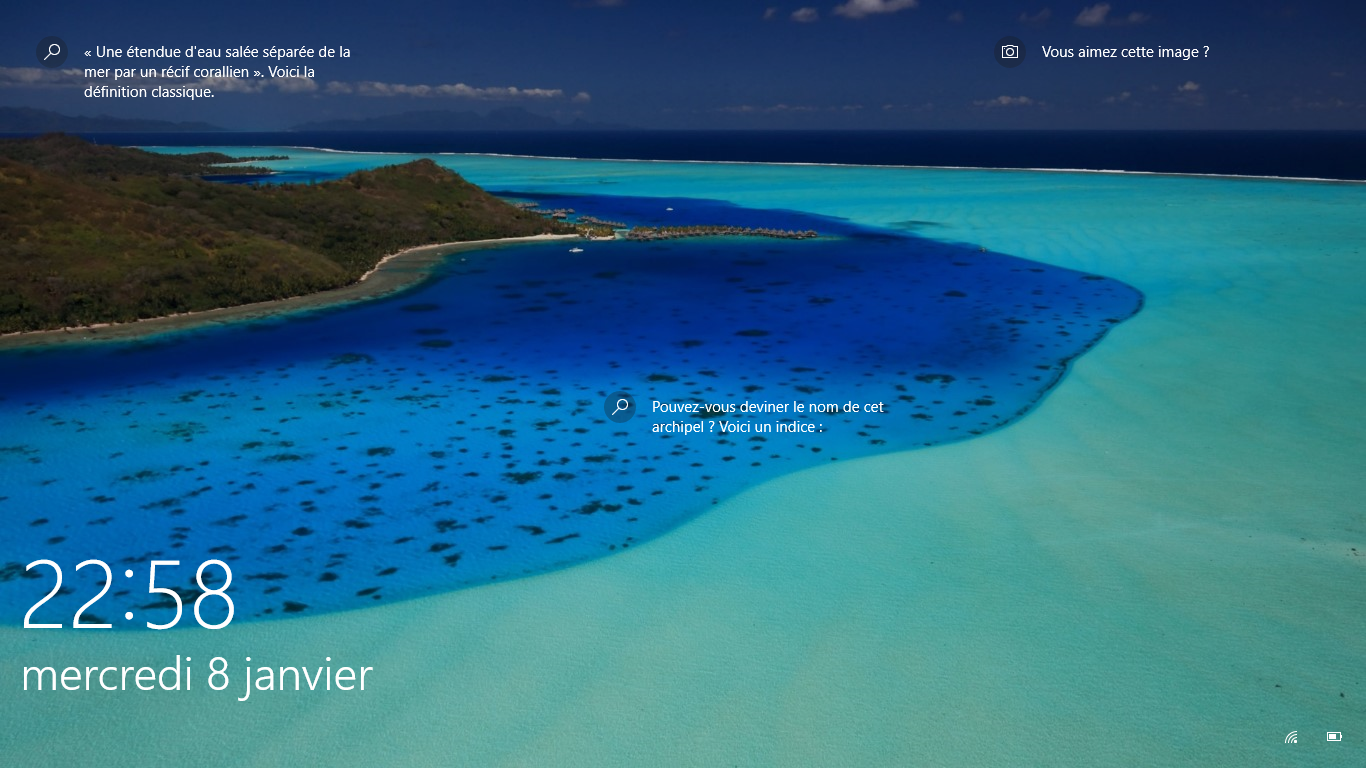 « Une étendue d'eau salée séparée de la
mer par un récif corallien ». Voici la
définition classique.
Vous aimez cette image ?
Pouvez-vous deviner le nom de cet
archipel ? Voici un indice :
22:58
mercredi 8 janvier